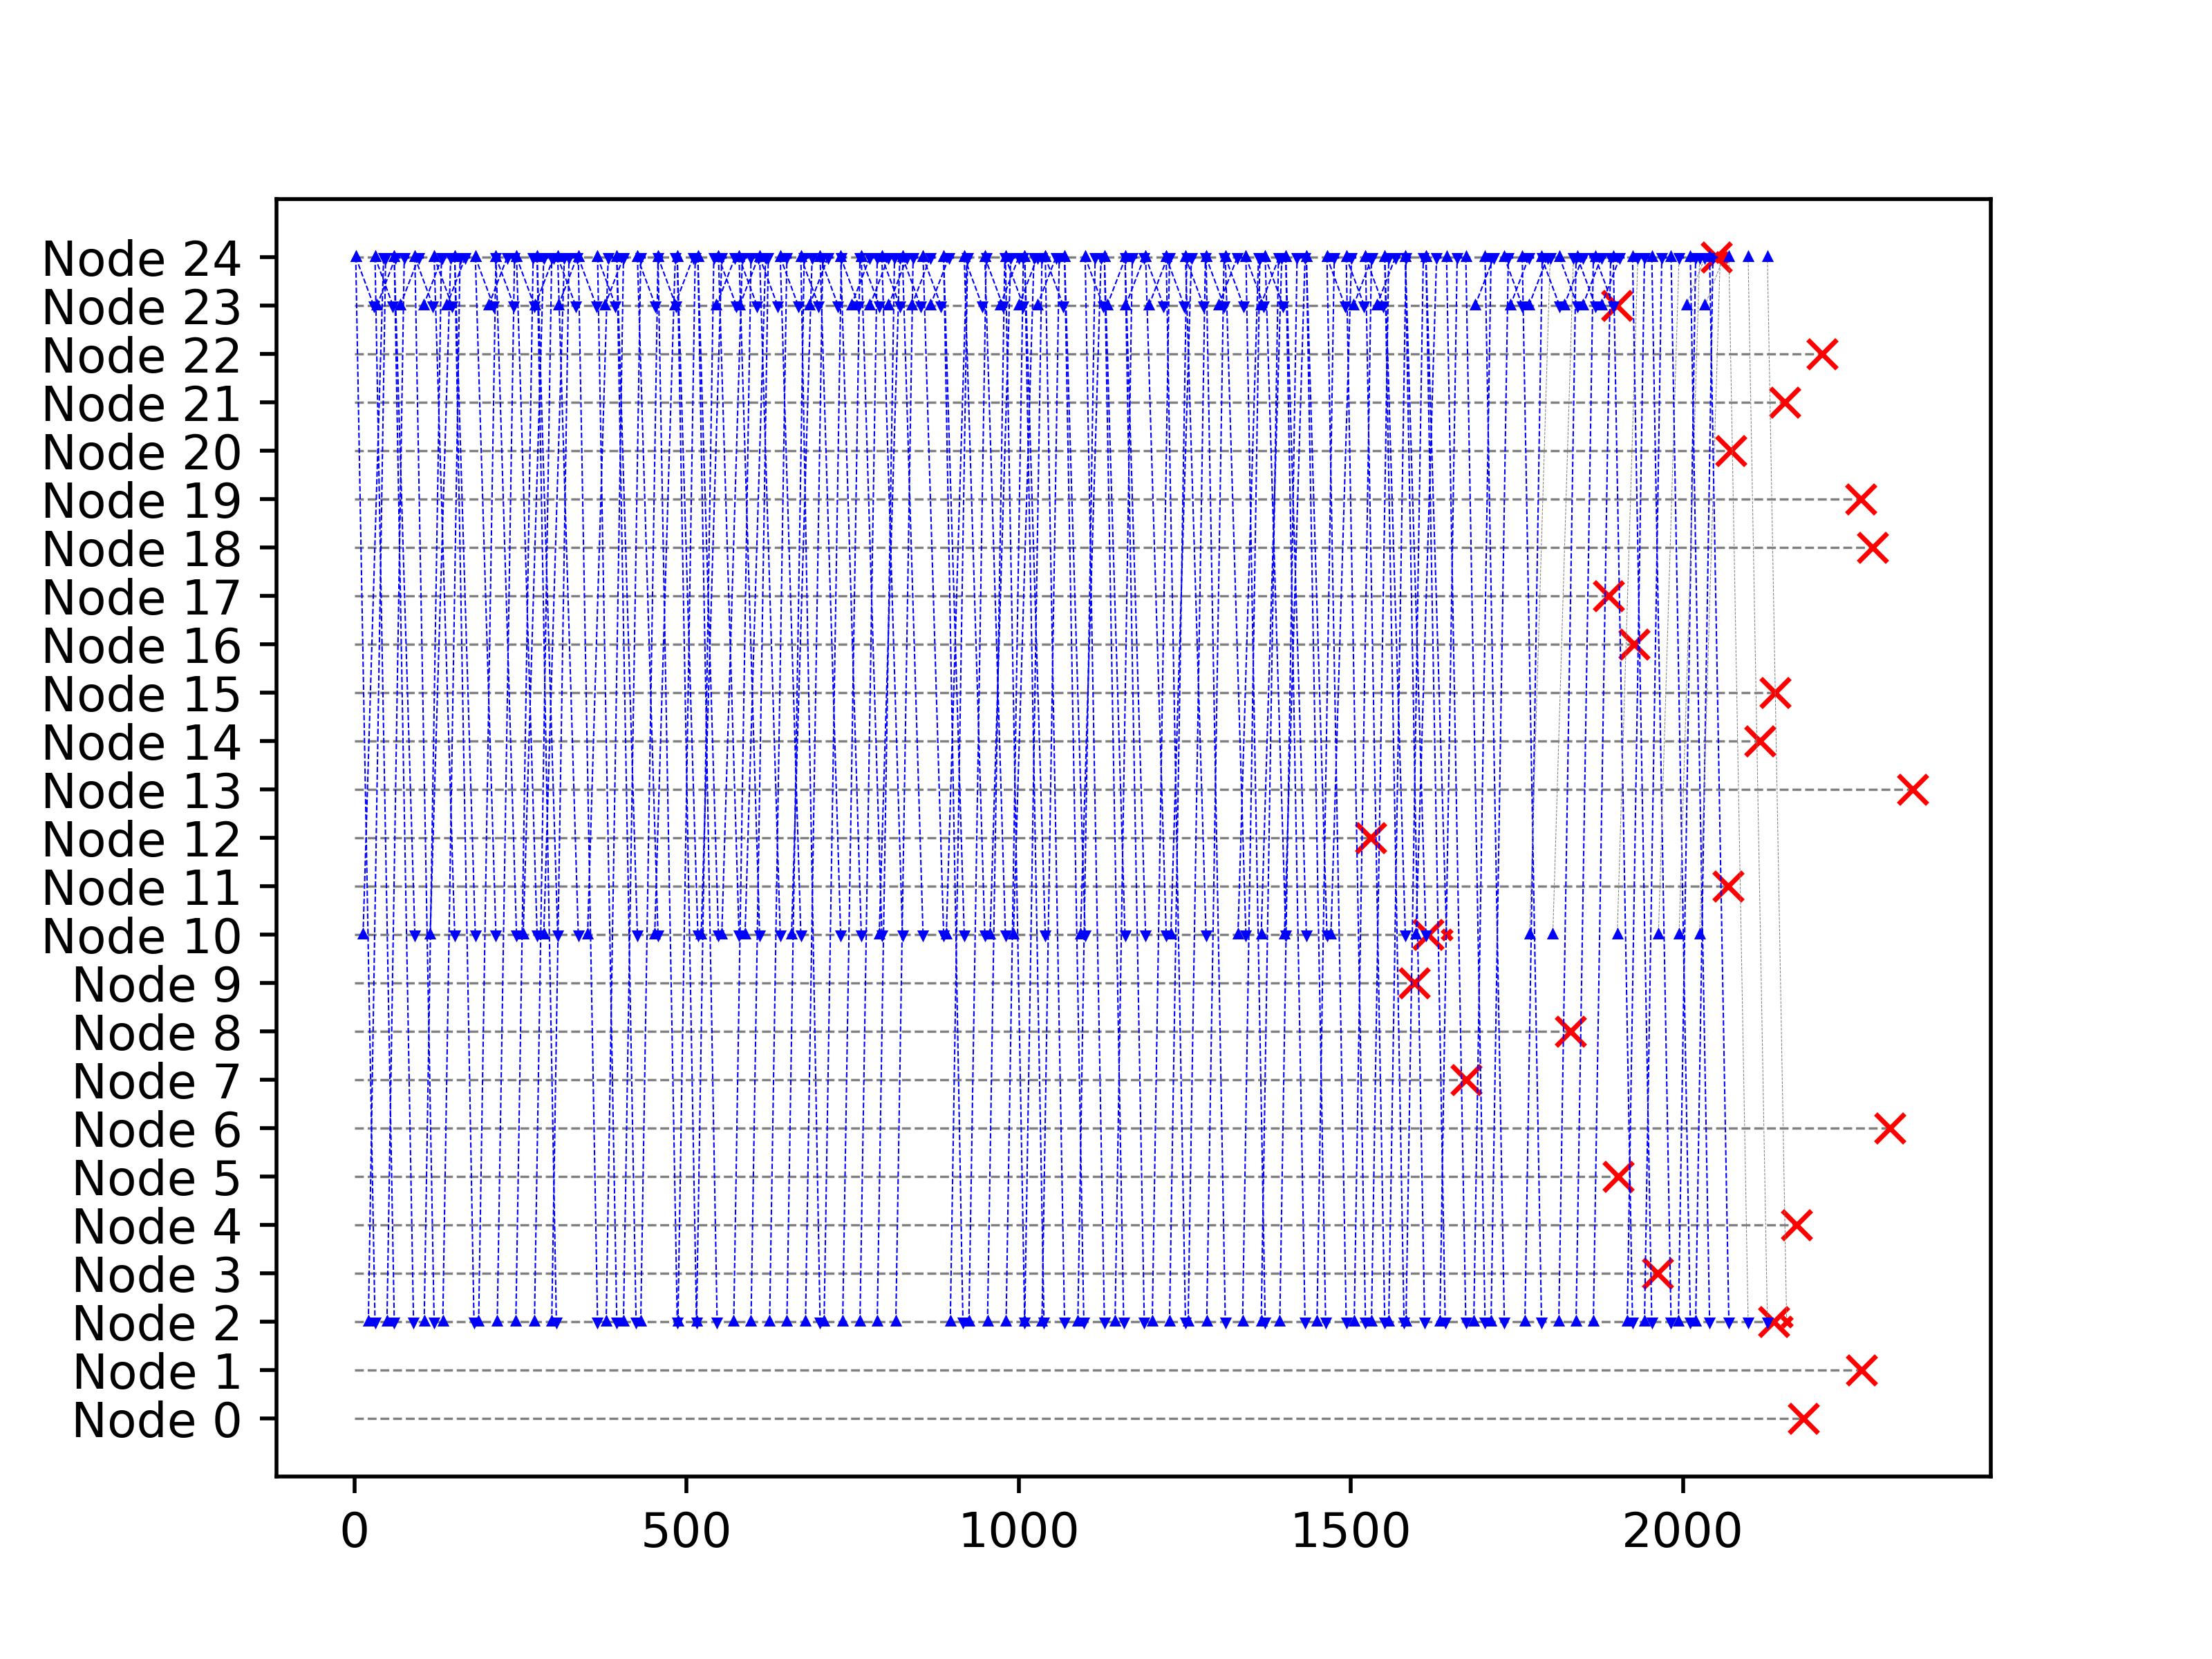 Node 24
Node 23
Node 22
Node 21
Node 20
Node 19
Node 18
Node 17
Node 16
Node 15
Node 14
Node 13
Node 12
Node 11
Node 10
Node 9
Node 8
Node 7
Node 6
Node 5
Node 4
Node 3
Node 2
Node 1
Node 0
0 500 1000 1500 2000